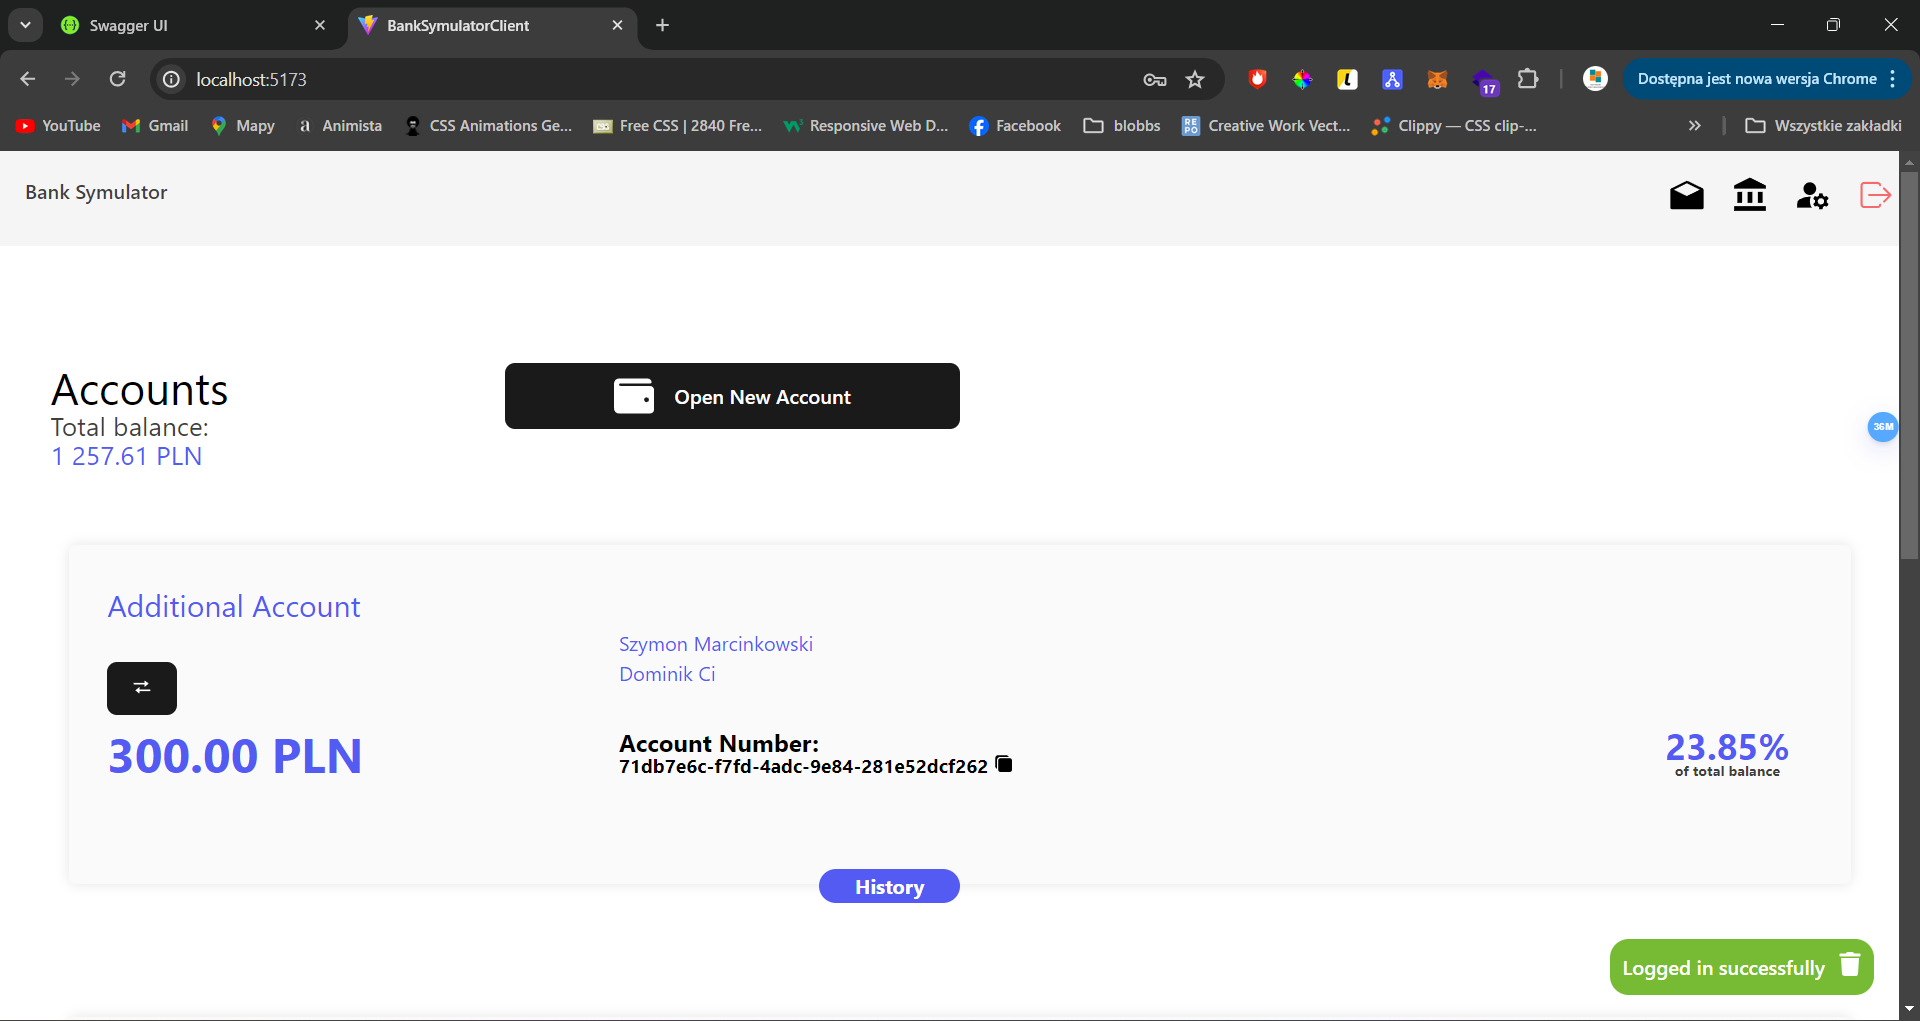 Swagger UI
BankSymulatorClient
localhost:5173
17
Dostępna jest nowa wersja Chrome
YouTube
Gmail
Mapy
a Animista
CSS Animations Ge...
Free CSS | 2840 Fre...
Responsive Web D...
Facebook
blobbs
RE
PO
Creative Work Vect...
Clippy — CSS clip-...
Wszystkie zakładki
Bank Symulator
Accounts
Total balance:
1 257.61 PLN
Open New Account
36M
Additional Account
Szymon Marcinkowski
Dominik Ci
300.00 PLN
Account Number:
71db7e6c-f7fd-4adc-9e84-281e52dcf262
23.85%
of total balance
History
Logged in successfully